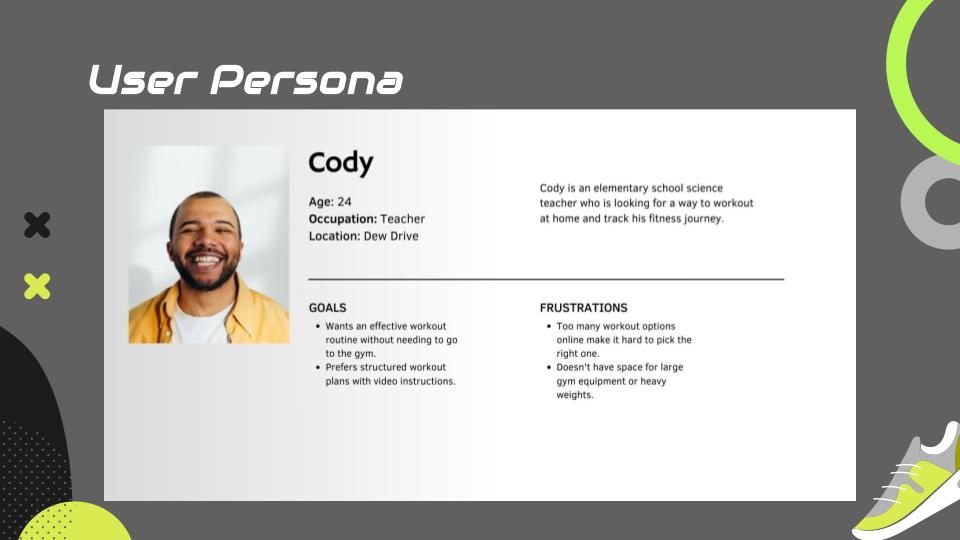 User Persona
Cody
Age: 24
Occupation: Teacher
Location: Dew Drive
Cody is an elementary school science
teacher who is looking for a way to workout
at home and track his fitness journey.
GOALS
• Wants an effective workout
routine without needing to go
to the gym.
• Prefers structured workout
plans with video instructions.
FRUSTRATIONS
• Too many workout options
online make it hard to pick the
right one.
• Doesn't have space for large
gym equipment or heavy
weights.